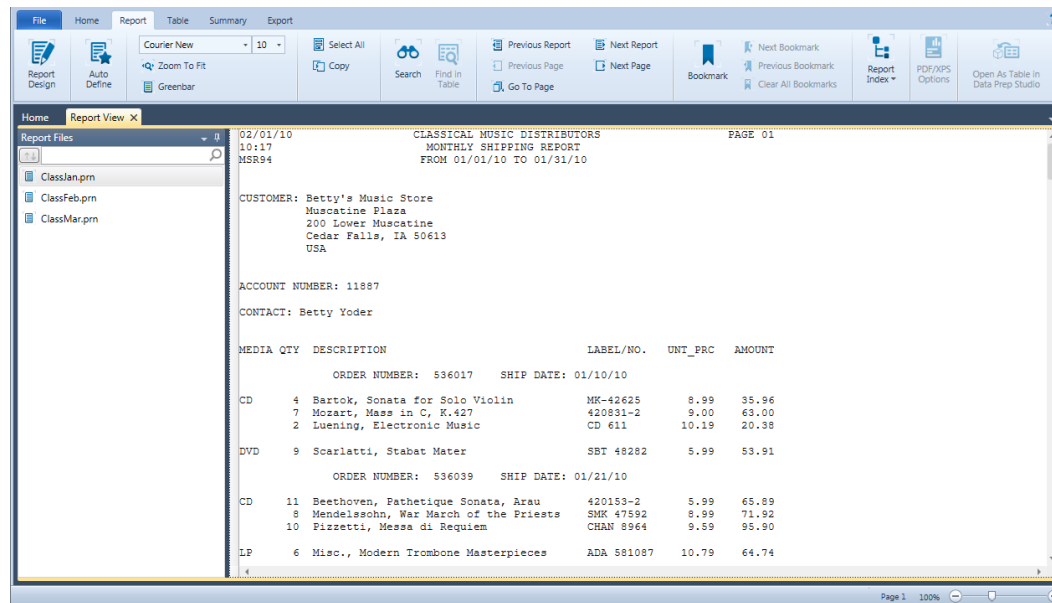 File Home Report Table Summary Export
Courier New 10 Select All Previous Report Next Report Next Bookmark
Zoom To Fit Copy Previous Page Next Page Previous Bookmark
Greenbar Go To Page Clear All Bookmarks
Report Design Auto Define Search Find in Table Bookmark Report Index PDF/XPS Options Open As Table in Data Prep Studio
Home Report View X
Report Files
ClassJan.prn
ClassFeb.prn
ClassMar.prn
02/01/10 CLASSICAL MUSIC DISTRIBUTORS PAGE 01
10:17 MONTHLY SHIPPING REPORT
MSR94 FROM 01/01/10 TO 01/31/10
CUSTOMER: Betty's Music Store
Muscatine Plaza
200 Lower Muscatine
Cedar Falls, IA 50613
USA
ACCOUNT NUMBER: 11887
CONTACT: Betty Yoder
MEDIA QTY DESCRIPTION LABEL/NO. UNT_PRC AMOUNT
ORDER NUMBER: 536017 SHIP DATE: 01/10/10
CD 4 Bartok, Sonata for Solo Violin MK-42625 8.99 35.96
7 Mozart, Mass in C, K.427 420831-2 9.00 63.00
2 Luening, Electronic Music CD 611 10.19 20.38
DVD 9 Scarlatti, Stabat Mater SBT 48282 5.99 53.91
ORDER NUMBER: 536039 SHIP DATE: 01/21/10
CD 11 Beethoven, Pathetique Sonata, Arau 420153-2 5.99 65.89
8 Mendelssohn, War March of the Priests SMK 47592 8.99 71.92
10 Pizzetti, Messa di Requiem CHAN 8964 9.59 95.90
LP 6 Misc., Modern Trombone Masterpieces ADA 581087 10.79 64.74
Page 1 100%